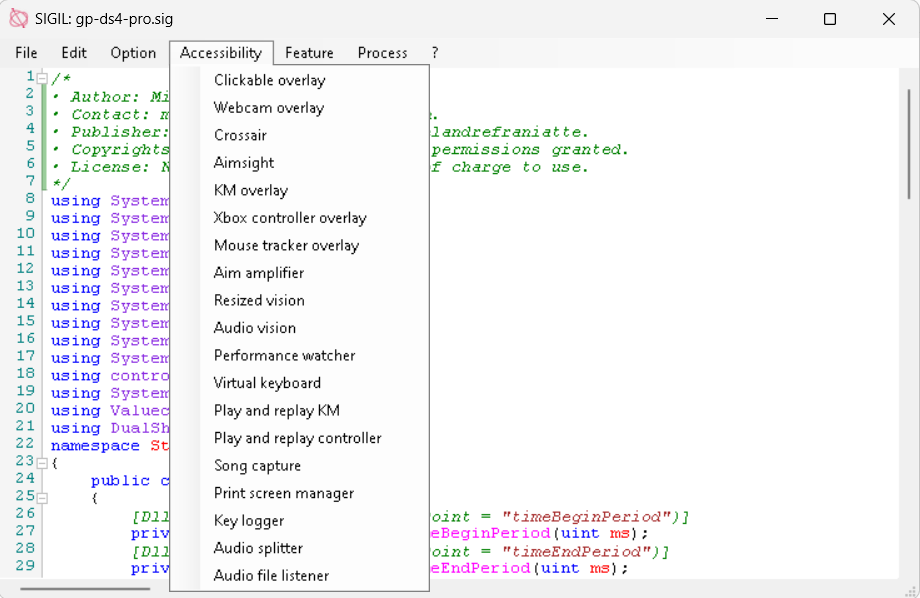 SIGIL: gp-ds4-pro.sig
File Edit Option Accessibility Feature Process ?
Clickable overlay
Webcam overlay
Crossair
Aimsight
KM overlay
Xbox controller overlay
Mouse tracker overlay
Aim amplifier
Resized vision
Audio vision
Performance watcher
Virtual keyboard
Play and replay KM
Play and replay controller
Song capture
Print screen manager
Key logger
Audio splitter
Audio file listener
1 /*
2 • Author: Mi
3 • Contact: m e.
4 • Publisher: landrefraniatte.
5 • Copyrights permissions granted.
6 • License: N f charge to use.
7 */
8 using System
9 using System
10 using System
11 using System
12 using System
13 using System
14 using System
15 using System
16 using System
17 using System
18 using contro
19 using System
20 using Valuec
21 using DualSh
22 namespace St
23 {
24 public c
25 {
26 [Dll oint = "timeBeginPeriod")]
27 priv eBeginPeriod(uint ms);
28 [Dll oint = "timeEndPeriod")]
29 priv eEndPeriod(uint ms);